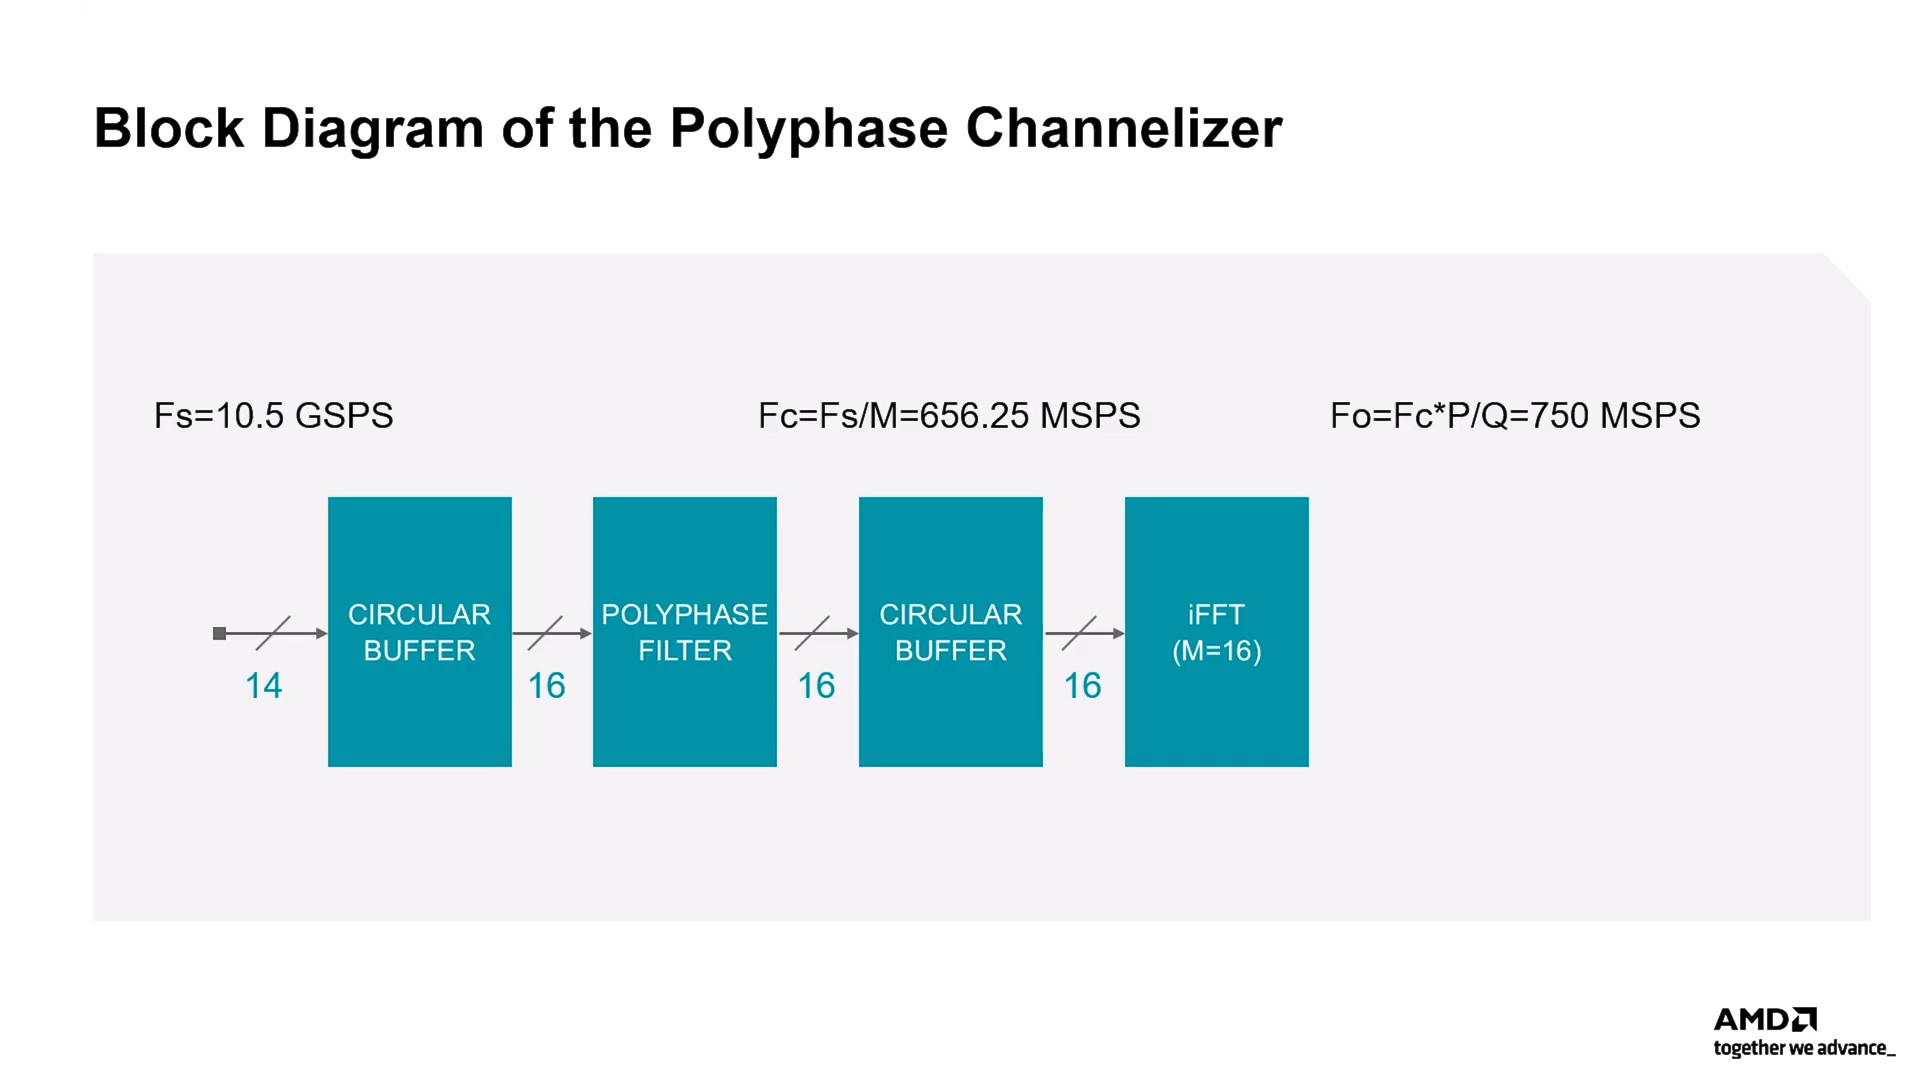 Block Diagram of the Polyphase Channelizer
Fs=10.5 GSPS
Fc=Fs/M=656.25 MSPS
Fo=Fc*P/Q=750 MSPS
14
CIRCULAR
BUFFER
16
POLYPHASE
FILTER
16
CIRCULAR
BUFFER
16
iFFT
(M=16)
AMD
together we advance_